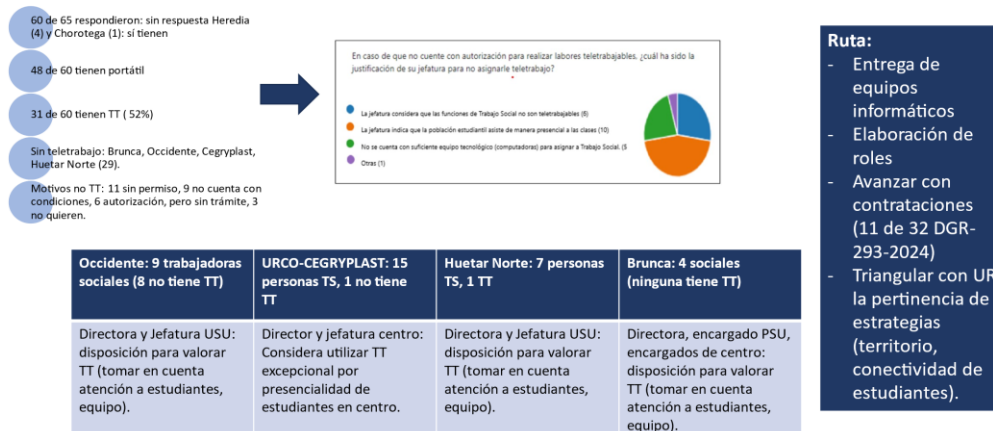 60 de 65 respondieron: sin respuesta Heredia
(4) y Chorotega (1): sí tienen
48 de 60 tienen portátil
31 de 60 tienen TT ( 52%)
Sin teletrabajo: Brunca, Occidente, Cegryplast,
Huetar Norte (29).
Motivos no TT: 11 sin permiso, 9 no cuenta con
condiciones, 6 autorización, pero sin trámite, 3
no quieren.
En caso de que no cuente con autorización para realizar labores teletrabajables, ¿cuál ha sido la
justificación de su jefatura para no asignarle teletrabajo?
La jefatura considera que las funciones de Trabajo Social no son teletrabajables (6)
La jefatura indica que la población estudiantil asiste de manera presencial a las clases (10)
No se cuenta con suficiente equipo tecnológico (computadores) para asignar a Trabajo Social. (5
Otras (1)
Occidente: 9 trabajadoras
sociales (8 no tiene TT)
URCO-CEGRYPLAST: 15
personas TS, 1 no tiene
TT
Huetar Norte: 7 personas
TS, 1 TT
Brunca: 4 sociales
(ninguna tiene TT)
Directora y Jefatura USU:
disposición para valorar
TT (tomar en cuenta
atención a estudiantes,
equipo).
Director y jefatura centro:
Considera utilizar TT
excepcional por
presencialidad de
estudiantes en centro.
Directora y Jefatura USU:
disposición para valorar
TT (tomar en cuenta
atención a estudiantes,
equipo).
Directora, encargado PSU,
encargados de centro:
disposición para valorar
TT (tomar en cuenta
atención a estudiantes,
equipo).
Ruta:
- Entrega de
equipos
informáticos
- Elaboración de
roles
- Avanzar con
contrataciones
(11 de 32 DGR-
293-2024)
- Triangular con UR
la pertinencia de
estrategias
(territorio,
conectividad de
estudiantes).